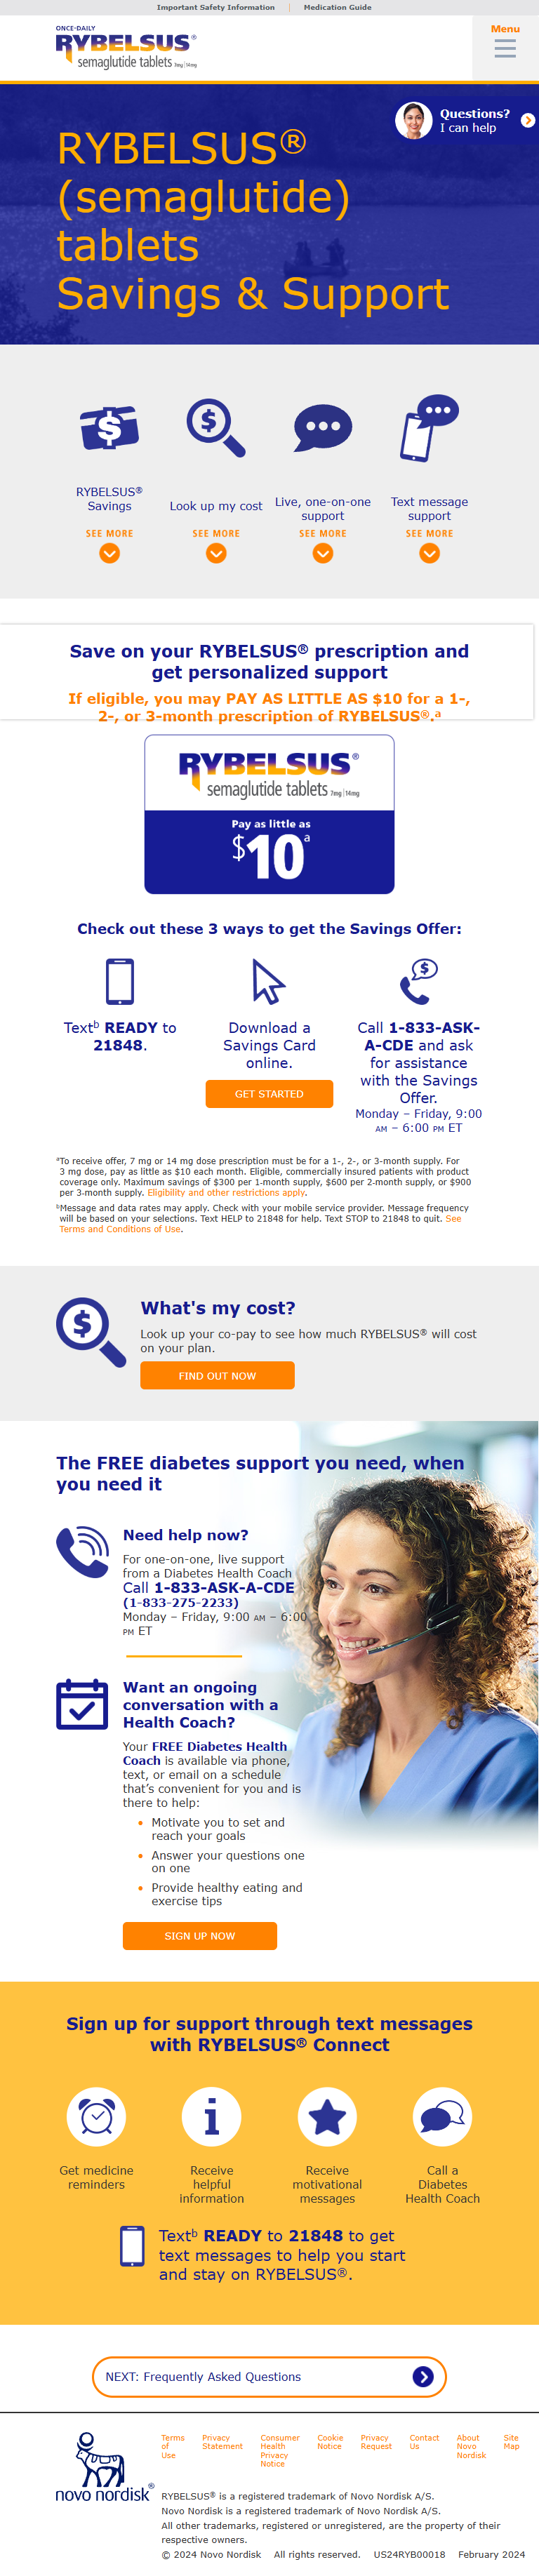 Important Safety Information | Medication Guide
ONCE-DAILY
RYBELSUS®
semaglutide tablets 7mg | 14mg
Menu
Questions?
I can help
RYBELSUS®
(semaglutide)
tablets
Savings & Support
RYBELSUS®
Savings
Look up my cost
Live, one-on-one
support
Text message
support
SEE MORE SEE MORE SEE MORE SEE MORE
Save on your RYBELSUS® prescription and
get personalized support
If eligible, you may PAY AS LITTLE AS $10 for a 1-,
2-, or 3-month prescription of RYBELSUS®.ᵃ
RYBELSUS®
semaglutide tablets 7mg | 14mg
Pay as little as
$10ᵃ
Check out these 3 ways to get the Savings Offer:
Textᵇ READY to
21848.
Download a
Savings Card
online.
GET STARTED
Call 1-833-ASK-
A-CDE and ask
for assistance
with the Savings
Offer.
Monday – Friday, 9:00
AM – 6:00 PM ET
ᵃTo receive offer, 7 mg or 14 mg dose prescription must be for a 1-, 2-, or 3-month supply. For
3 mg dose, pay as little as $10 each month. Eligible, commercially insured patients with product
coverage only. Maximum savings of $300 per 1-month supply, $600 per 2-month supply, or $900
per 3-month supply. Eligibility and other restrictions apply.
ᵇMessage and data rates may apply. Check with your mobile service provider. Message frequency
will be based on your selections. Text HELP to 21848 for help. Text STOP to 21848 to quit. See
Terms and Conditions of Use.
What's my cost?
Look up your co-pay to see how much RYBELSUS® will cost
on your plan.
FIND OUT NOW
The FREE diabetes support you need, when
you need it
Need help now?
For one-on-one, live support
from a Diabetes Health Coach
Call 1-833-ASK-A-CDE
(1-833-275-2233)
Monday – Friday, 9:00 AM – 6:00
PM ET
Want an ongoing
conversation with a
Health Coach?
Your FREE Diabetes Health
Coach is available via phone,
text, or email on a schedule
that's convenient for you and is
there to help:
• Motivate you to set and
reach your goals
• Answer your questions one
on one
• Provide healthy eating and
exercise tips
SIGN UP NOW
Sign up for support through text messages
with RYBELSUS® Connect
Get medicine
reminders
Receive
helpful
information
Receive
motivational
messages
Call a
Diabetes
Health Coach
Textᵇ READY to 21848 to get
text messages to help you start
and stay on RYBELSUS®.
NEXT: Frequently Asked Questions
novo nordisk®
Terms
of
Use
Privacy
Statement
Consumer
Health
Privacy
Notice
Cookie
Notice
Privacy
Request
Contact
Us
About
Novo
Nordisk
Site
Map
RYBELSUS® is a registered trademark of Novo Nordisk A/S.
Novo Nordisk is a registered trademark of Novo Nordisk A/S.
All other trademarks, registered or unregistered, are the property of their
respective owners.
© 2024 Novo Nordisk All rights reserved. US24RYB00018 February 2024